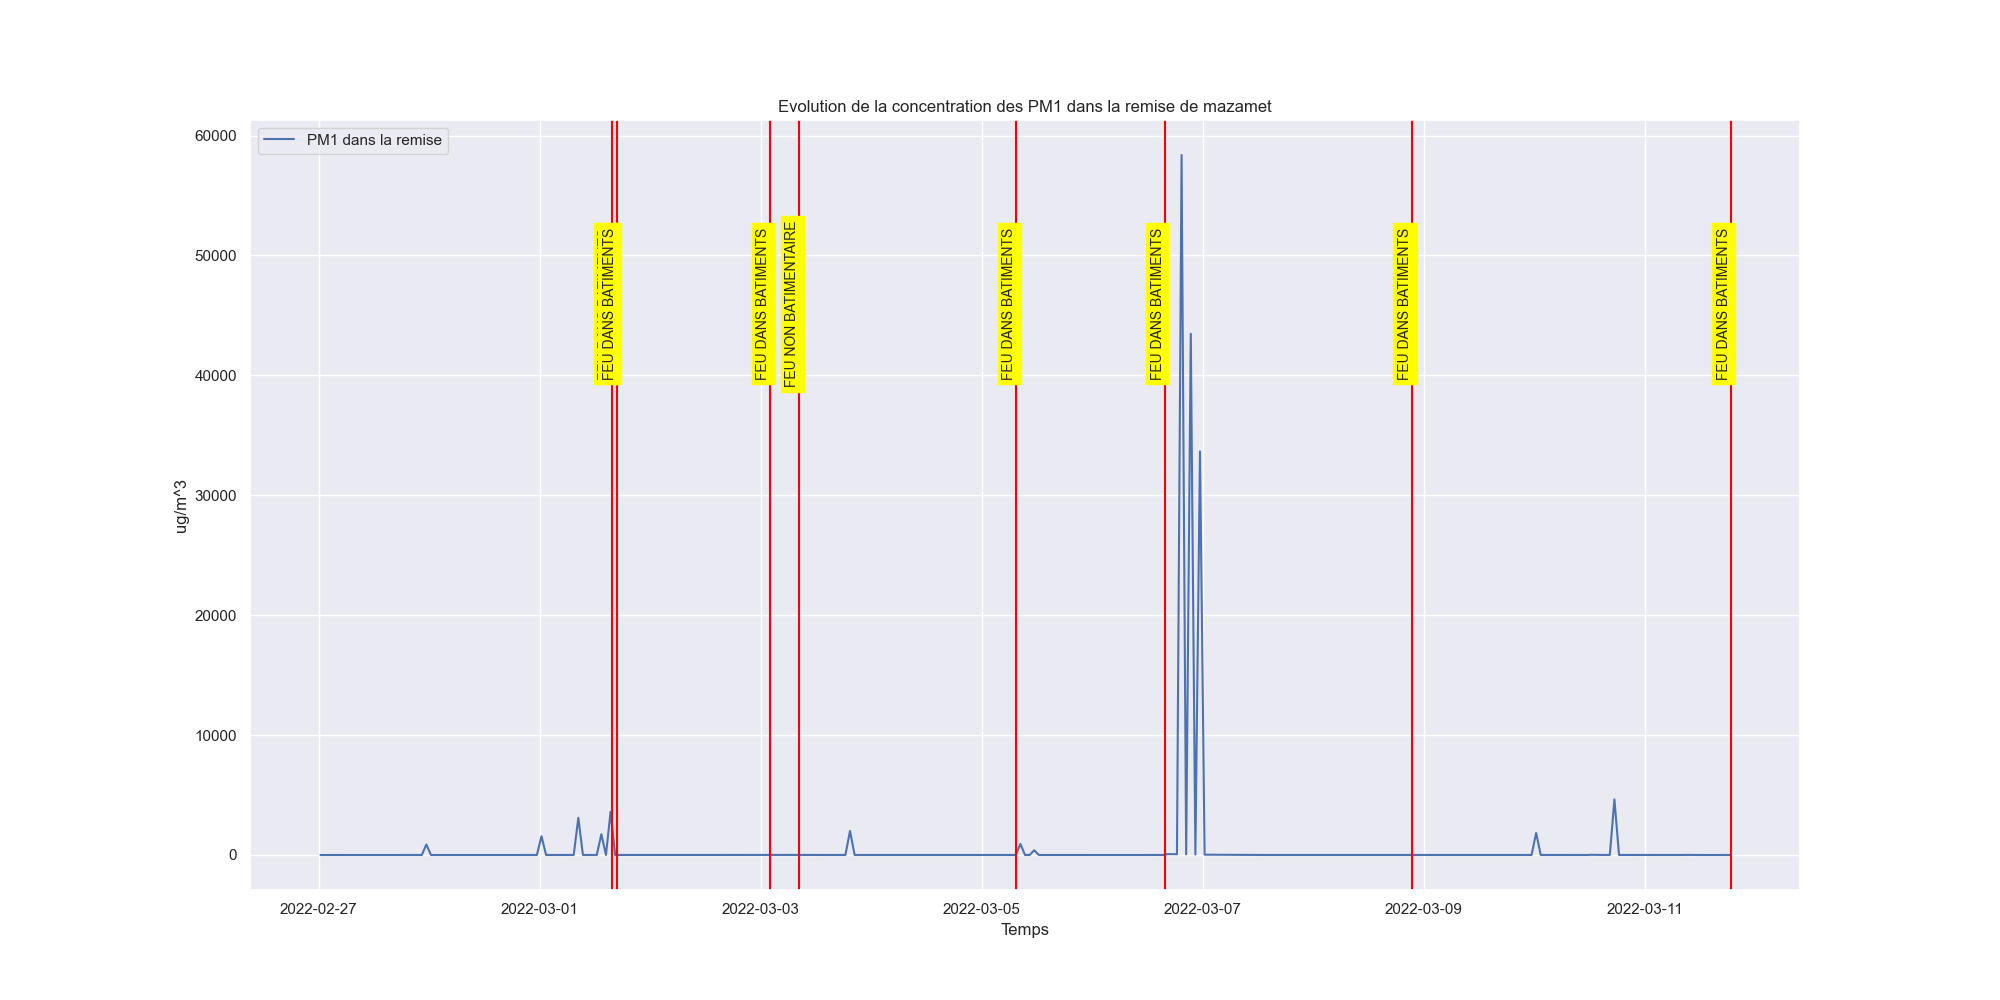 Evolution de la concentration des PM1 dans la remise de mazamet
PM1 dans la remise
60000
50000
40000
30000
20000
10000
0
ug/m^3
FEU DANS BATIMENTS
FEU DANS BATIMENTS
FEU NON BATIMENTAIRE
FEU DANS BATIMENTS
FEU DANS BATIMENTS
FEU DANS BATIMENTS
FEU DANS BATIMENTS
2022-02-27
2022-03-01
2022-03-03
2022-03-05
2022-03-07
2022-03-09
2022-03-11
Temps